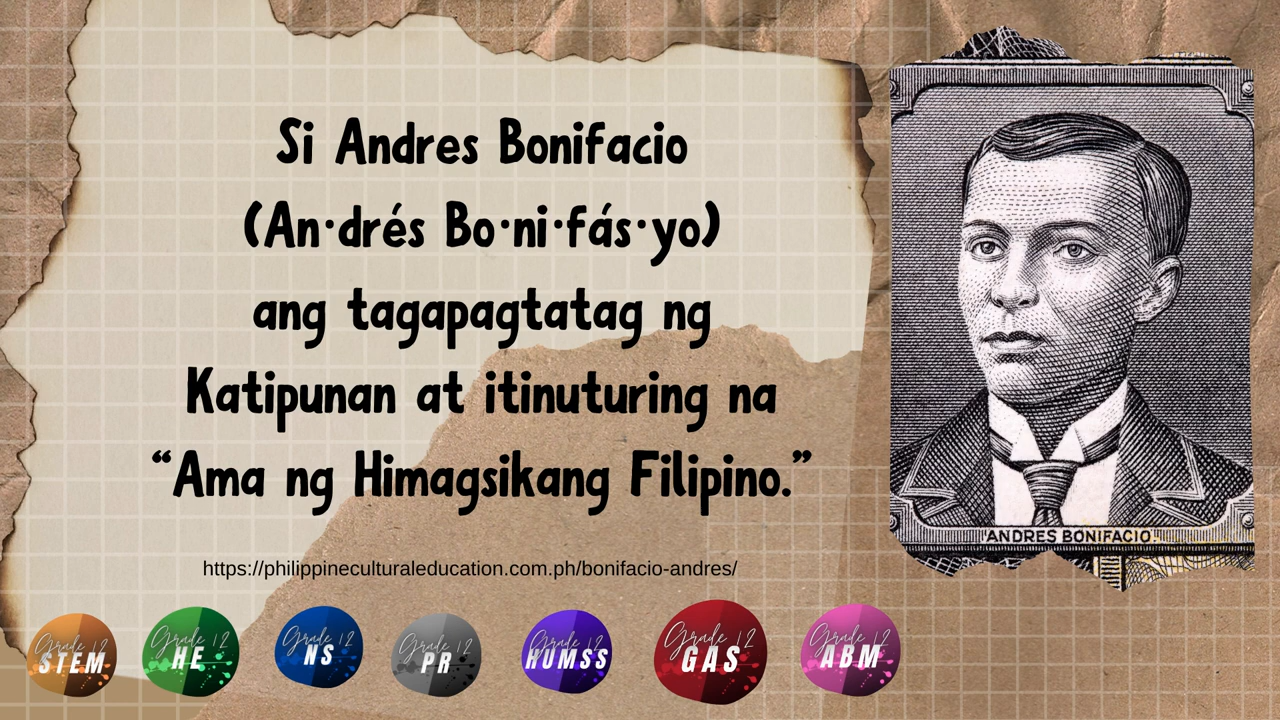 Si Andres Bonifacio
(An·drés Bo·ni·fás·yo)
ang tagapagtatag ng
Katipunan at itinuturing na
“Ama ng Himagsikang Filipino.”
"ANDRES BONIFACIO"
https://philippineculturaleducation.com.ph/bonifacio-andres/
Grade 12
STEM
Grade 12
HE
Grade 12
NS
Grade 12
PR
Grade 12
HUMSS
Grade 12
GAS
Grade 12
ABM